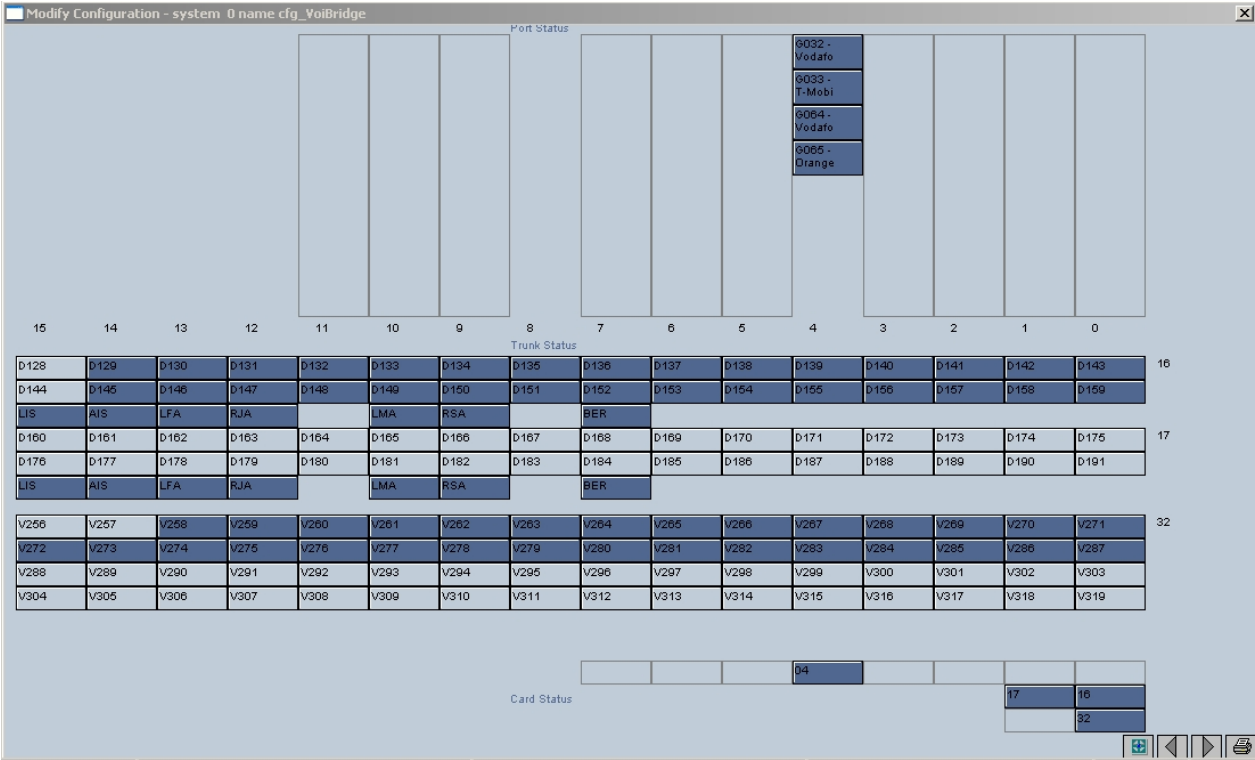 Modify Configuration - system 0 name cfg_VoiBridge
Port Status
G032 -
Vodafo
G033 -
T-Mobi
G064 -
Vodafo
G065 -
Orange
15 14 13 12 11 10 9 8 7 6 5 4 3 2 1 0
Trunk Status
D128 D129 D130 D131 D132 D133 D134 D135 D136 D137 D138 D139 D140 D141 D142 D143 16
D144 D145 D146 D147 D148 D149 D150 D151 D152 D153 D154 D155 D156 D157 D158 D159
LIS AIS LFA RJA LMA RSA BER
D160 D161 D162 D163 D164 D165 D166 D167 D168 D169 D170 D171 D172 D173 D174 D175 17
D176 D177 D178 D179 D180 D181 D182 D183 D184 D185 D186 D187 D188 D189 D190 D191
LIS AIS LFA RJA LMA RSA BER
V256 V257 V258 V259 V260 V261 V262 V263 V264 V265 V266 V267 V268 V269 V270 V271 32
V272 V273 V274 V275 V276 V277 V278 V279 V280 V281 V282 V283 V284 V285 V286 V287
V288 V289 V290 V291 V292 V293 V294 V295 V296 V297 V298 V299 V300 V301 V302 V303
V304 V305 V306 V307 V308 V309 V310 V311 V312 V313 V314 V315 V316 V317 V318 V319
04
Card Status
17 16
32